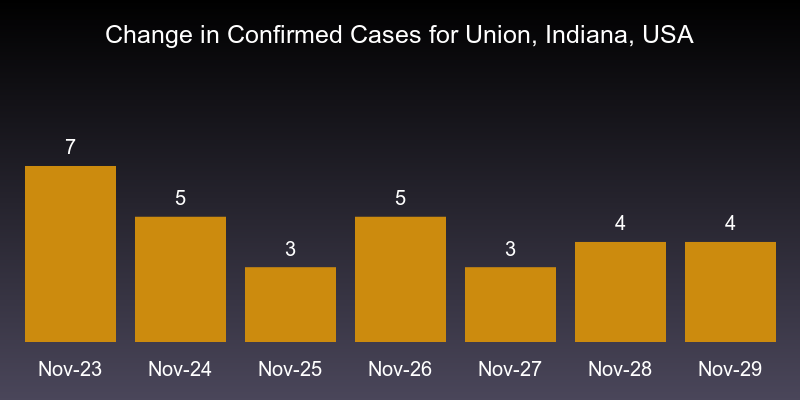 Change in Confirmed Cases for Union, Indiana, USA
7
5
3
5
3
4
4
Nov-23
Nov-24
Nov-25
Nov-26
Nov-27
Nov-28
Nov-29